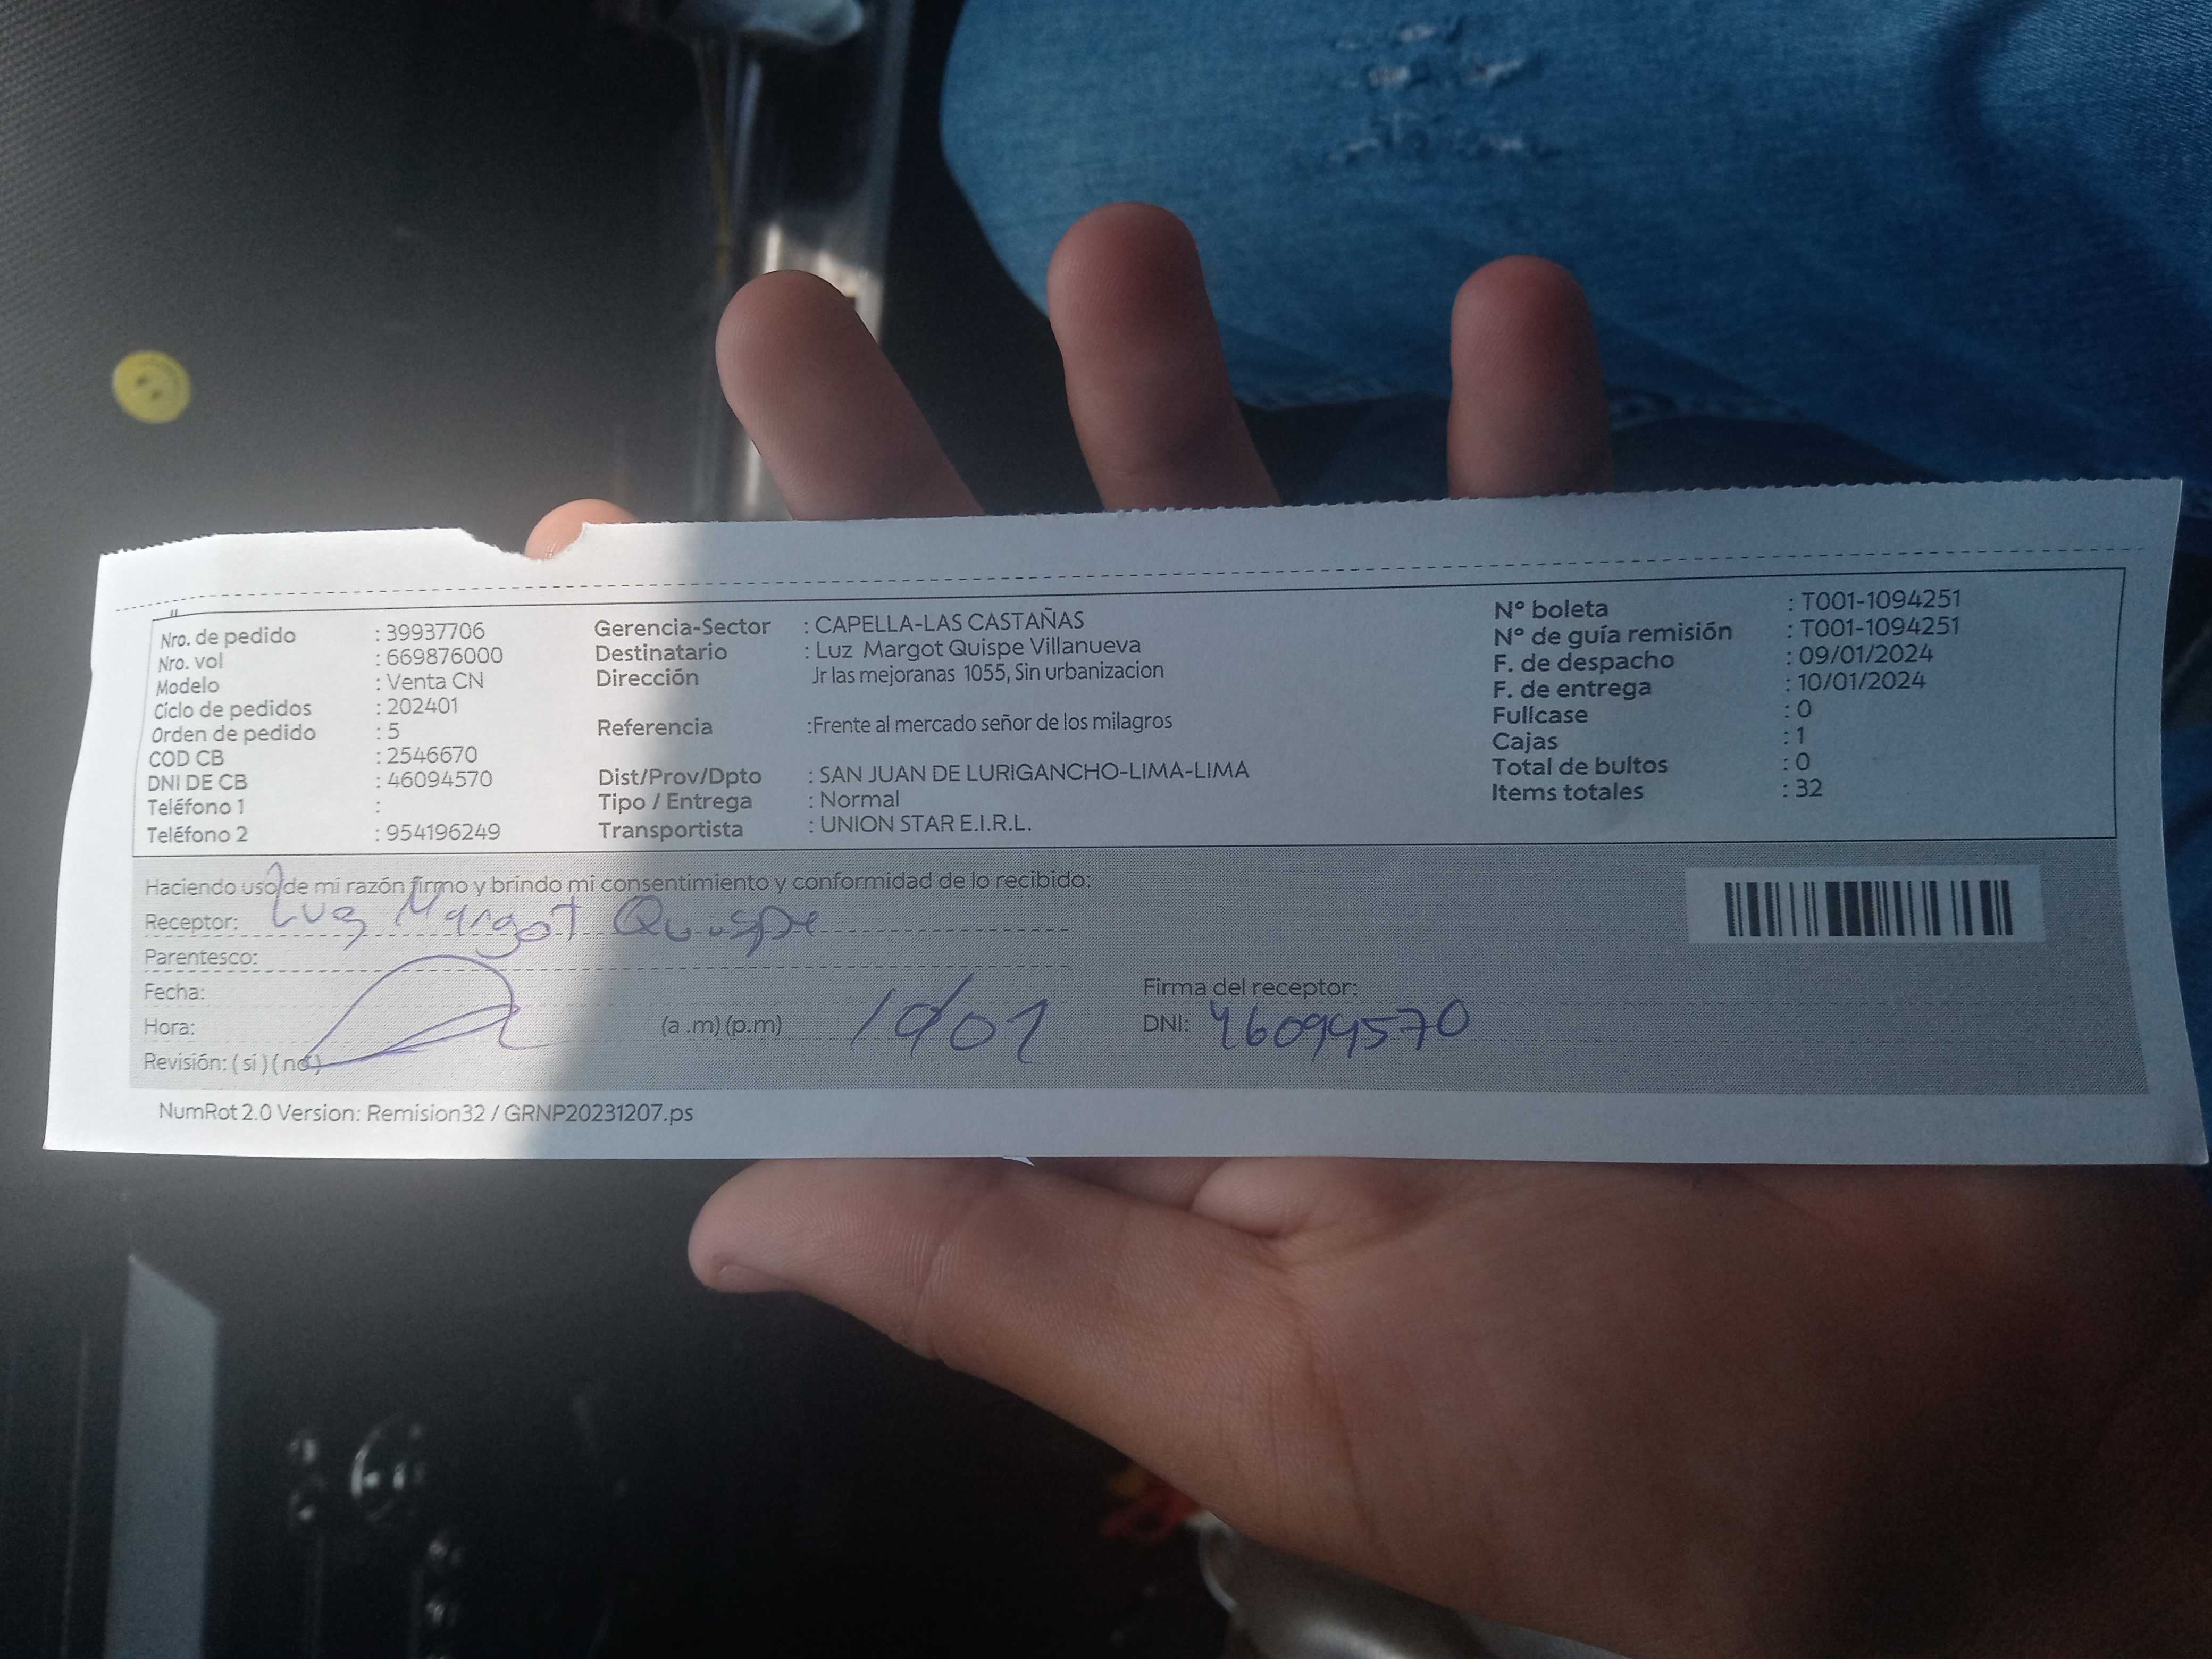 Nro. de pedido : 39937706
Nro. vol : 669876000
Modelo : Venta CN
Ciclo de pedidos : 202401
Orden de pedido : 5
COD CB : 2546670
DNI DE CB : 46094570
Teléfono 1 :
Teléfono 2 : 954196249
Gerencia-Sector : CAPELLA-LAS CASTAÑAS
Destinatario : Luz Margot Quispe Villanueva
Dirección Jr las mejoranas 1055, Sin urbanizacion
Referencia :Frente al mercado señor de los milagros
Dist/Prov/Dpto : SAN JUAN DE LURIGANCHO-LIMA-LIMA
Tipo / Entrega : Normal
Transportista : UNION STAR E.I.R.L.
N° boleta : T001-1094251
N° de guía remisión : T001-1094251
F. de despacho : 09/01/2024
F. de entrega : 10/01/2024
Fullcase : 0
Cajas : 1
Total de bultos : 0
Items totales : 32
Haciendo uso de mi razón firmo y brindo mi consentimiento y conformidad de lo recibido:
Receptor: Luz Margot Quispe
Parentesco:
Fecha:
Hora: (a .m) (p.m) 10/01
Revisión: ( sí ) ( no )
Firma del receptor:
DNI: 46094570
NumRot 2.0 Version: Remision32 / GRNP20231207.ps